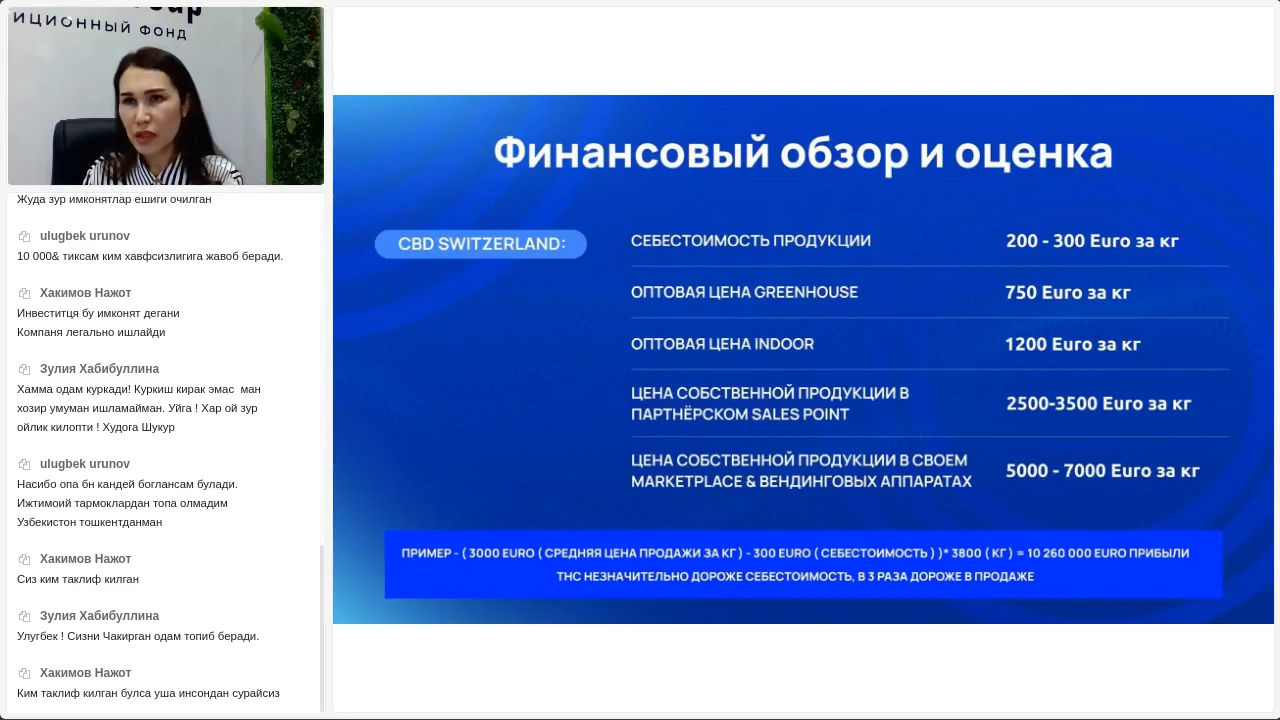 ИЦИОННЫЙ ФОНД
Жуда зур имконятлар ешиги очилган
ulugbek urunov
10 000& тиксам ким хавфсизлигига жавоб беради.
Хакимов Нажот
Инвеститця бу имконят дегани
Компаня легально ишлайди
Зулия Хабибуллина
Хамма одам куркади! Куркиш кирак эмас ман
хозир умуман ишламайман. Уйга ! Хар ой зур
ойлик килопти ! Худога Шукур
ulugbek urunov
Насибо опа бн кандей богланcам булади.
Ижтимоий тармоклардан топа олмадим
Узбекистон тошкентданман
Хакимов Нажот
Сиз ким таклиф килган
Зулия Хабибуллина
Улугбек ! Сизни Чакирган одам топиб беради.
Хакимов Нажот
Ким таклиф килган булса уша инсондан сурайсиз
Финансовый обзор и оценка
CBD SWITZERLAND:
СЕБЕСТОИМОСТЬ ПРОДУКЦИИ 200 - 300 Euro за кг
ОПТОВАЯ ЦЕНА GREENHOUSE 750 Euro за кг
ОПТОВАЯ ЦЕНА INDOOR 1200 Euro за кг
ЦЕНА СОБСТВЕННОЙ ПРОДУКЦИИ В
ПАРТНЁРСКОМ SALES POINT 2500-3500 Euro за кг
ЦЕНА СОБСТВЕННОЙ ПРОДУКЦИИ В СВОЕМ
MARKETPLACE & ВЕНДИНГОВЫХ АППАРАТАХ 5000 - 7000 Euro за кг
ПРИМЕР - ( 3000 EURO ( СРЕДНЯЯ ЦЕНА ПРОДАЖИ ЗА КГ ) - 300 EURO ( СЕБЕСТОИМОСТЬ ) )* 3800 ( КГ ) = 10 260 000 EURO ПРИБЫЛИ
ТНС НЕЗНАЧИТЕЛЬНО ДОРОЖЕ СЕБЕСТОИМОСТЬ, В 3 РАЗА ДОРОЖЕ В ПРОДАЖЕ